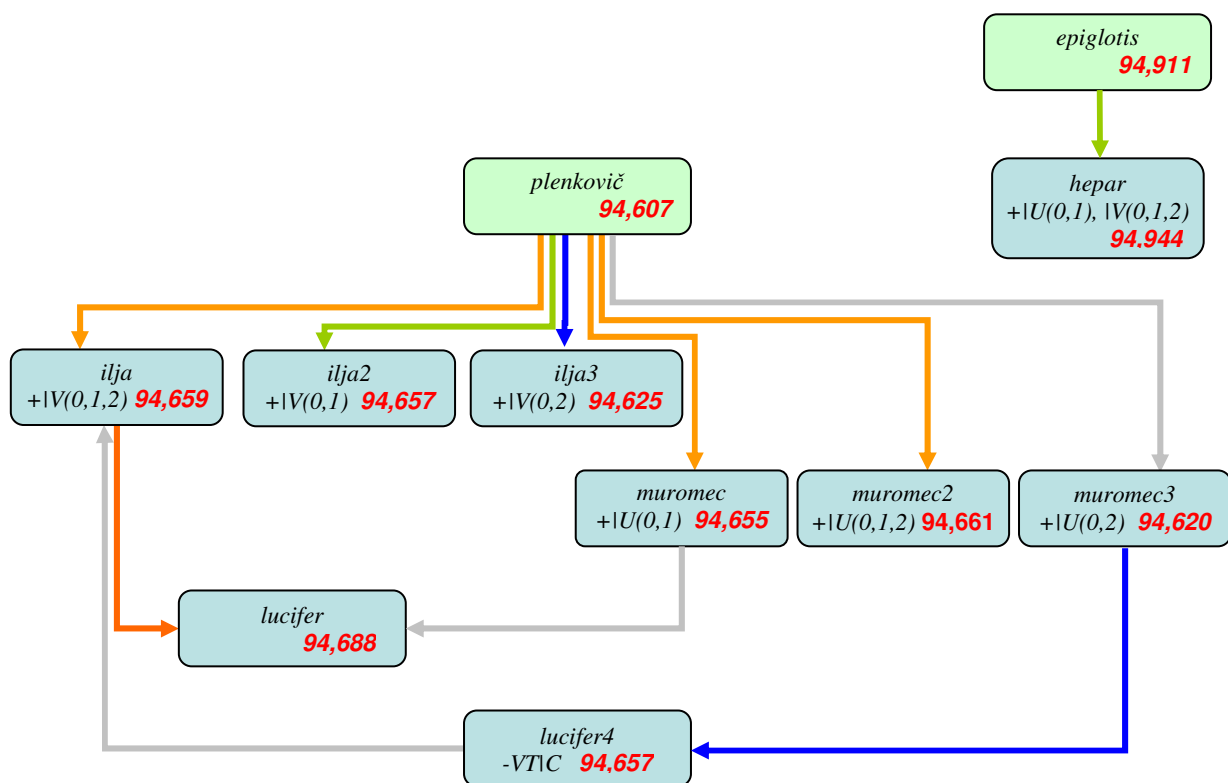 epiglotis
94,911
plenkovič
94,607
hepar
+|U(0,1), |V(0,1,2)
94.944
ilja
+|V(0,1,2) 94,659
ilja2
+|V(0,1) 94,657
ilja3
+|V(0,2) 94,625
muromec
+|U(0,1) 94,655
muromec2
+|U(0,1,2) 94,661
muromec3
+|U(0,2) 94,620
lucifer
94,688
lucifer4
-VT|C 94,657